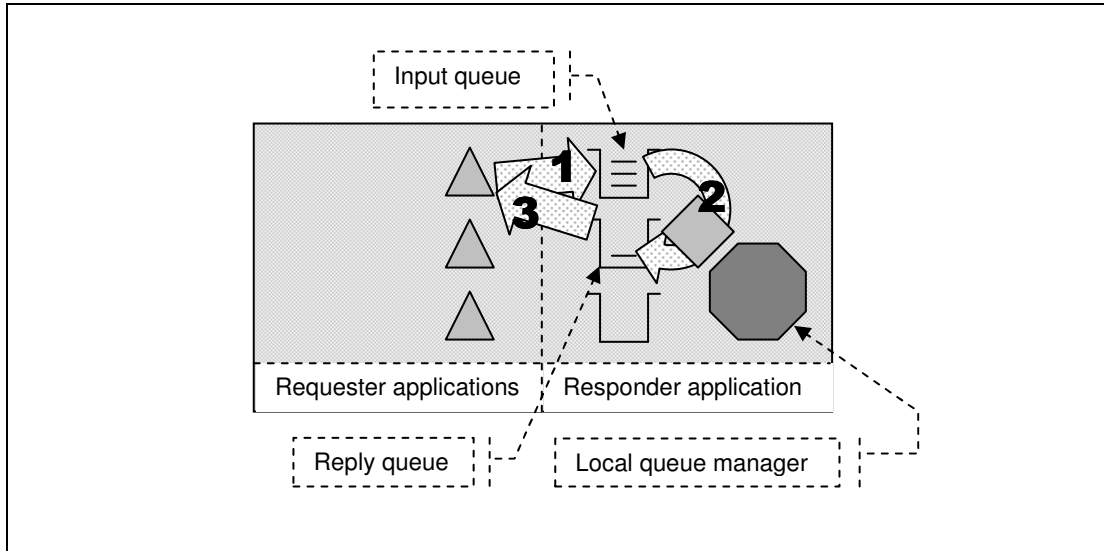 Input queue
1
2
3
Requester applications
Responder application
Reply queue
Local queue manager